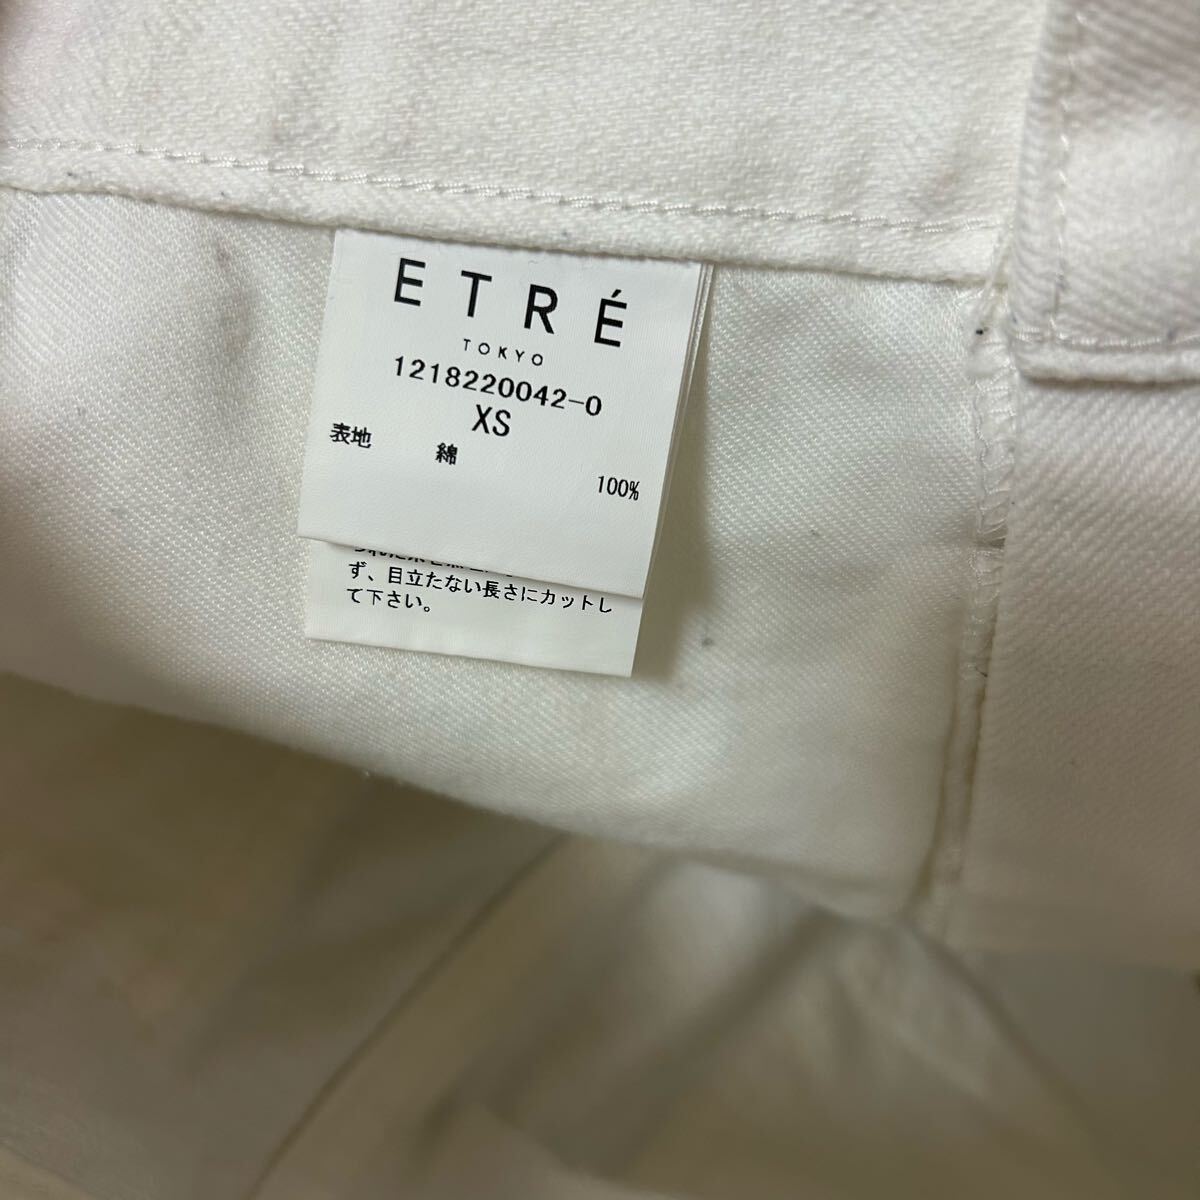 ETRÉ
TOKYO
1218220042-0
XS
表地 綿 100%
ず、目立たない長さにカットし
て下さい。